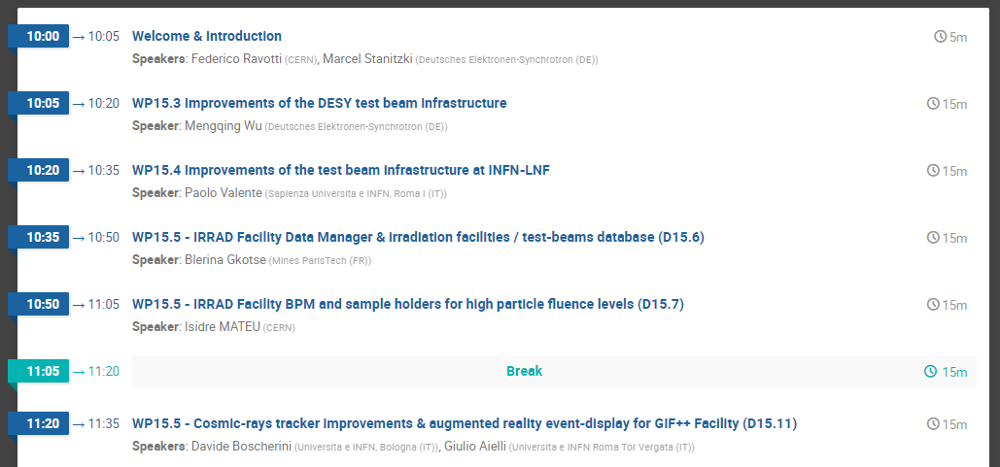 10:00 → 10:05 Welcome & Introduction 5m
Speakers: Federico Ravotti (CERN), Marcel Stanitzki (Deutsches Elektronen-Synchrotron (DE))
10:05 → 10:20 WP15.3 Improvements of the DESY test beam infrastructure 15m
Speaker: Mengqing Wu (Deutsches Elektronen-Synchrotron (DE))
10:20 → 10:35 WP15.4 Improvements of the test beam infrastructure at INFN-LNF 15m
Speaker: Paolo Valente (Sapienza Universita e INFN, Roma I (IT))
10:35 → 10:50 WP15.5 - IRRAD Facility Data Manager & irradiation facilities / test-beams database (D15.6) 15m
Speaker: Blerina Gkotse (Mines ParisTech (FR))
10:50 → 11:05 WP15.5 - IRRAD Facility BPM and sample holders for high particle fluence levels (D15.7) 15m
Speaker: Isidre MATEU (CERN)
11:05 → 11:20 Break 15m
11:20 → 11:35 WP15.5 - Cosmic-rays tracker improvements & augmented reality event-display for GIF++ Facility (D15.11) 15m
Speakers: Davide Boscherini (Universita e INFN, Bologna (IT)), Giulio Aielli (Universita e INFN Roma Tor Vergata (IT))